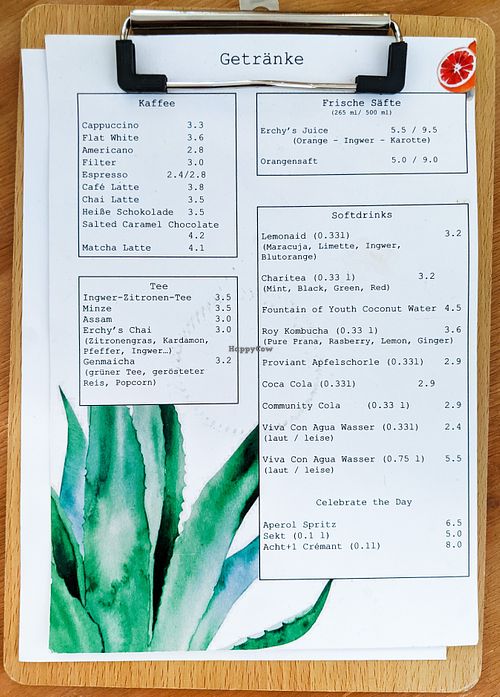 Getränke
Kaffee
Cappuccino 3.3
Flat White 3.6
Americano 2.8
Filter 3.0
Espresso 2.4/2.8
Café Latte 3.8
Chai Latte 3.5
Heiße Schokolade 3.5
Salted Caramel Chocolate
4.2
Matcha Latte 4.1
Tee
Ingwer-Zitronen-Tee 3.5
Minze 3.5
Assam 3.0
Erchy's Chai 3.0
(Zitronengras, Kardamon,
Pfeffer, Ingwer…)
Genmaicha 3.2
(grüner Tee, gerösteter
Reis, Popcorn)
Frische Säfte
(265 ml/ 500 ml)
Erchy's Juice 5.5 / 9.5
(Orange - Ingwer - Karotte)
Orangensaft 5.0 / 9.0
Softdrinks
Lemonaid (0.33l) 3.2
(Maracuja, Limette, Ingwer,
Blutorange)
Charitea (0.33 l) 3.2
(Mint, Black, Green, Red)
Fountain of Youth Coconut Water 4.5
Roy Kombucha (0.33 l) 3.6
(Pure Prana, Rasberry, Lemon, Ginger)
Proviant Apfelschorle (0.33l) 2.9
Coca Cola (0.33l) 2.9
Community Cola (0.33 l) 2.9
Viva Con Agua Wasser (0.33l) 2.4
(laut / leise)
Viva Con Agua Wasser (0.75 l) 5.5
(laut / leise)
Celebrate the Day
Aperol Spritz 6.5
Sekt (0.1 l) 5.0
Acht+1 Crémant (0.1l) 8.0
HappyCow